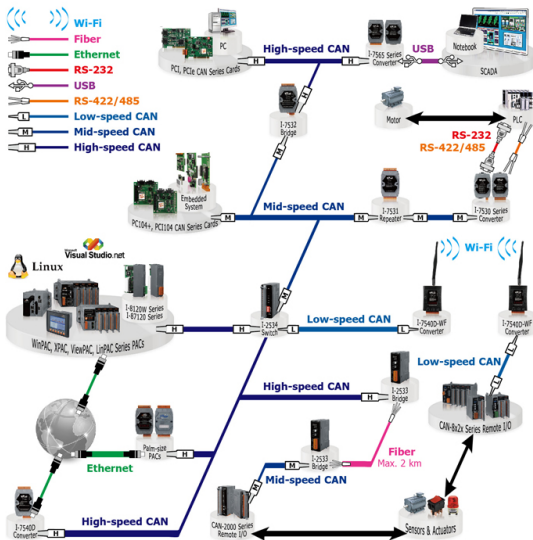 Wi-Fi
Fiber
Ethernet
RS-232
USB
RS-422/485
L
Low-speed CAN
M
Mid-speed CAN
H
High-speed CAN
PC
PCI, PCIe CAN Series Cards
H
High-speed CAN
H
I-7565 Series
Converter
USB
Notebook
SCADA
I-7532
Bridge
M
Motor
PLC
RS-232
RS-422/485
Embedded
System
PC104+, PCI104 CAN Series Cards
M
Mid-speed CAN
M
I-7531
Repeater
M
M
I-7530 Series
Converter
Microsoft
Visual Studio.net
Linux
I-8120W Series
I-87120 Series
WinPAC, XPAC, ViewPAC, LinPAC Series PACs
H
H
M
I-2534
Switch
L
Low-speed CAN
L
Wi-Fi
I-7540D-WF
Converter
I-7540D-WF
Converter
Low-speed CAN
L
L
CAN-8x2x Series Remote I/O
High-speed CAN
H
I-2533
Bridge
Palm-size
PACs
H
Ethernet
I-2533
Bridge
Fiber
Max. 2 km
M
Mid-speed CAN
M
CAN-2000 Series
Remote I/O
I-7540D
Converter
H
High-speed CAN
Sensors & Actuators